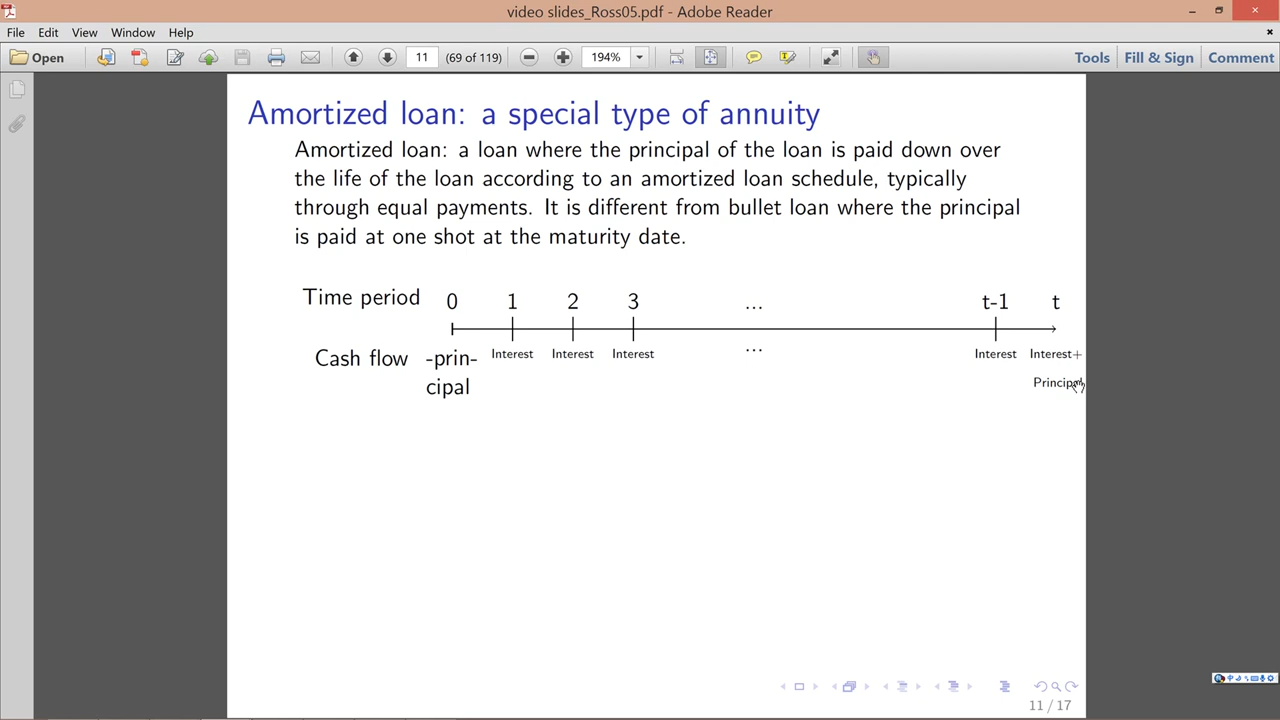 video slides_Ross05.pdf - Adobe Reader
File Edit View Window Help
Open 11 (69 of 119) 194% Tools Fill & Sign Comment
Amortized loan: a special type of annuity
Amortized loan: a loan where the principal of the loan is paid down over
the life of the loan according to an amortized loan schedule, typically
through equal payments. It is different from bullet loan where the principal
is paid at one shot at the maturity date.
Time period 0 1 2 3 ... t-1 t
Cash flow -prin- Interest Interest Interest ... Interest Interest+
cipal Principal
11 / 17